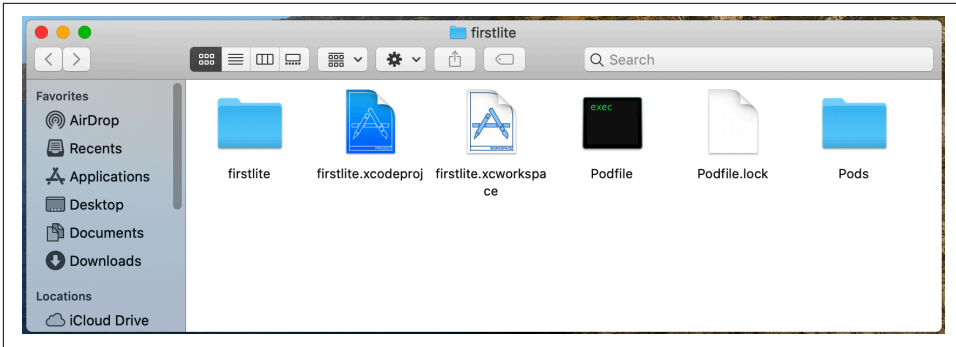 firstlite
Search
Favorites
AirDrop
Recents
Applications
Desktop
Documents
Downloads
Locations
iCloud Drive
exec
firstlite
firstlite.xcodeproj
firstlite.xcworkspa
ce
Podfile
Podfile.lock
Pods